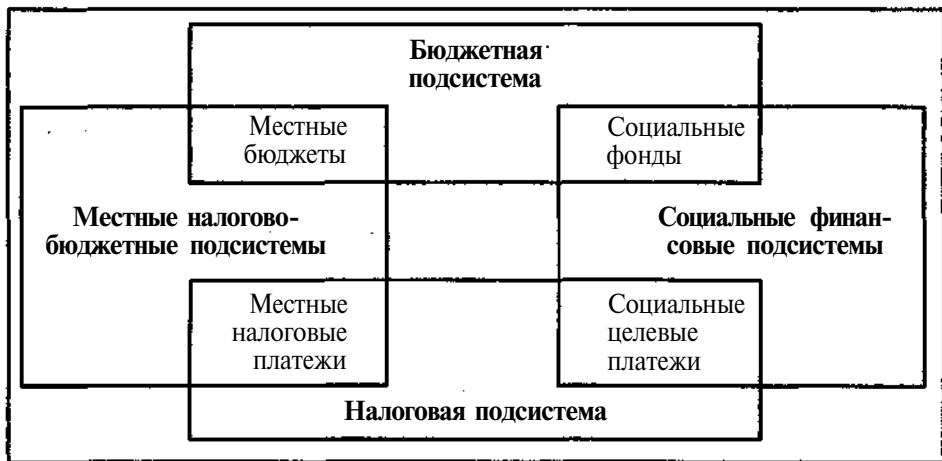 Бюджетная
подсистема
Местные
бюджеты
Социальные
фонды
Местные налогово-
бюджетные подсистемы
Социальные финан-
совые подсистемы
Местные
налоговые
платежи
Социальные
целевые
платежи
Налоговая подсистема